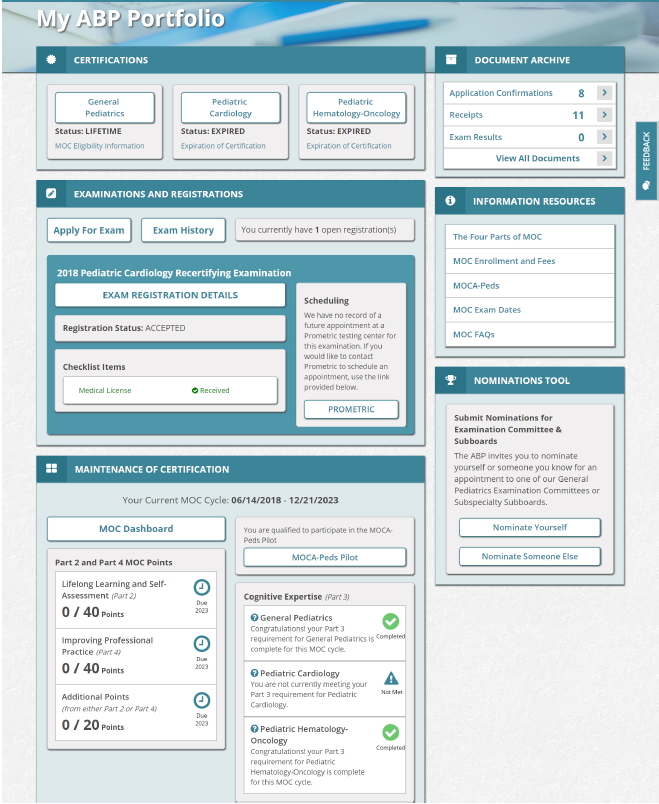 My ABP Portfolio
CERTIFICATIONS
General
Pediatrics
Status: LIFETIME
MOC Eligibility Information
Pediatric
Cardiology
Status: EXPIRED
Expiration of Certification
Pediatric
Hematology-Oncology
Status: EXPIRED
Expiration of Certification
EXAMINATIONS AND REGISTRATIONS
Apply For Exam
Exam History
You currently have 1 open registration(s)
2018 Pediatric Cardiology Recertifying Examination
EXAM REGISTRATION DETAILS
Registration Status: ACCEPTED
Checklist Items
Medical License
Received
Scheduling
We have no record of a
future appointment at a
Prometric testing center for
this examination. If you
would like to contact
Prometric to schedule an
appointment, use the link
provided below.
PROMETRIC
MAINTENANCE OF CERTIFICATION
Your Current MOC Cycle: 06/14/2018 - 12/21/2023
MOC Dashboard
Part 2 and Part 4 MOC Points
Lifelong Learning and Self-
Assessment (Part 2)
0 / 40 Points
Due
2023
Improving Professional
Practice (Part 4)
0 / 40 Points
Due
2023
Additional Points
(from either Part 2 or Part 4)
0 / 20 Points
Due
2023
You are qualified to participate in the MOCA-
Peds Pilot
MOCA-Peds Pilot
Cognitive Expertise (Part 3)
General Pediatrics
Congratulations! your Part 3
requirement for General Pediatrics is
complete for this MOC cycle.
Completed
Pediatric Cardiology
You are not currently meeting your
Part 3 requirement for Pediatric
Cardiology.
Not Met
Pediatric Hematology-
Oncology
Congratulations! your Part 3
requirement for Pediatric
Hematology-Oncology is complete
for this MOC cycle.
Completed
DOCUMENT ARCHIVE
Application Confirmations 8
Receipts 11
Exam Results 0
View All Documents
INFORMATION RESOURCES
The Four Parts of MOC
MOC Enrollment and Fees
MOCA-Peds
MOC Exam Dates
MOC FAQs
NOMINATIONS TOOL
Submit Nominations for
Examination Committee &
Subboards
The ABP invites you to nominate
yourself or someone you know for an
appointment to one of our General
Pediatrics Examination Committees or
Subspecialty Subboards.
Nominate Yourself
Nominate Someone Else
FEEDBACK